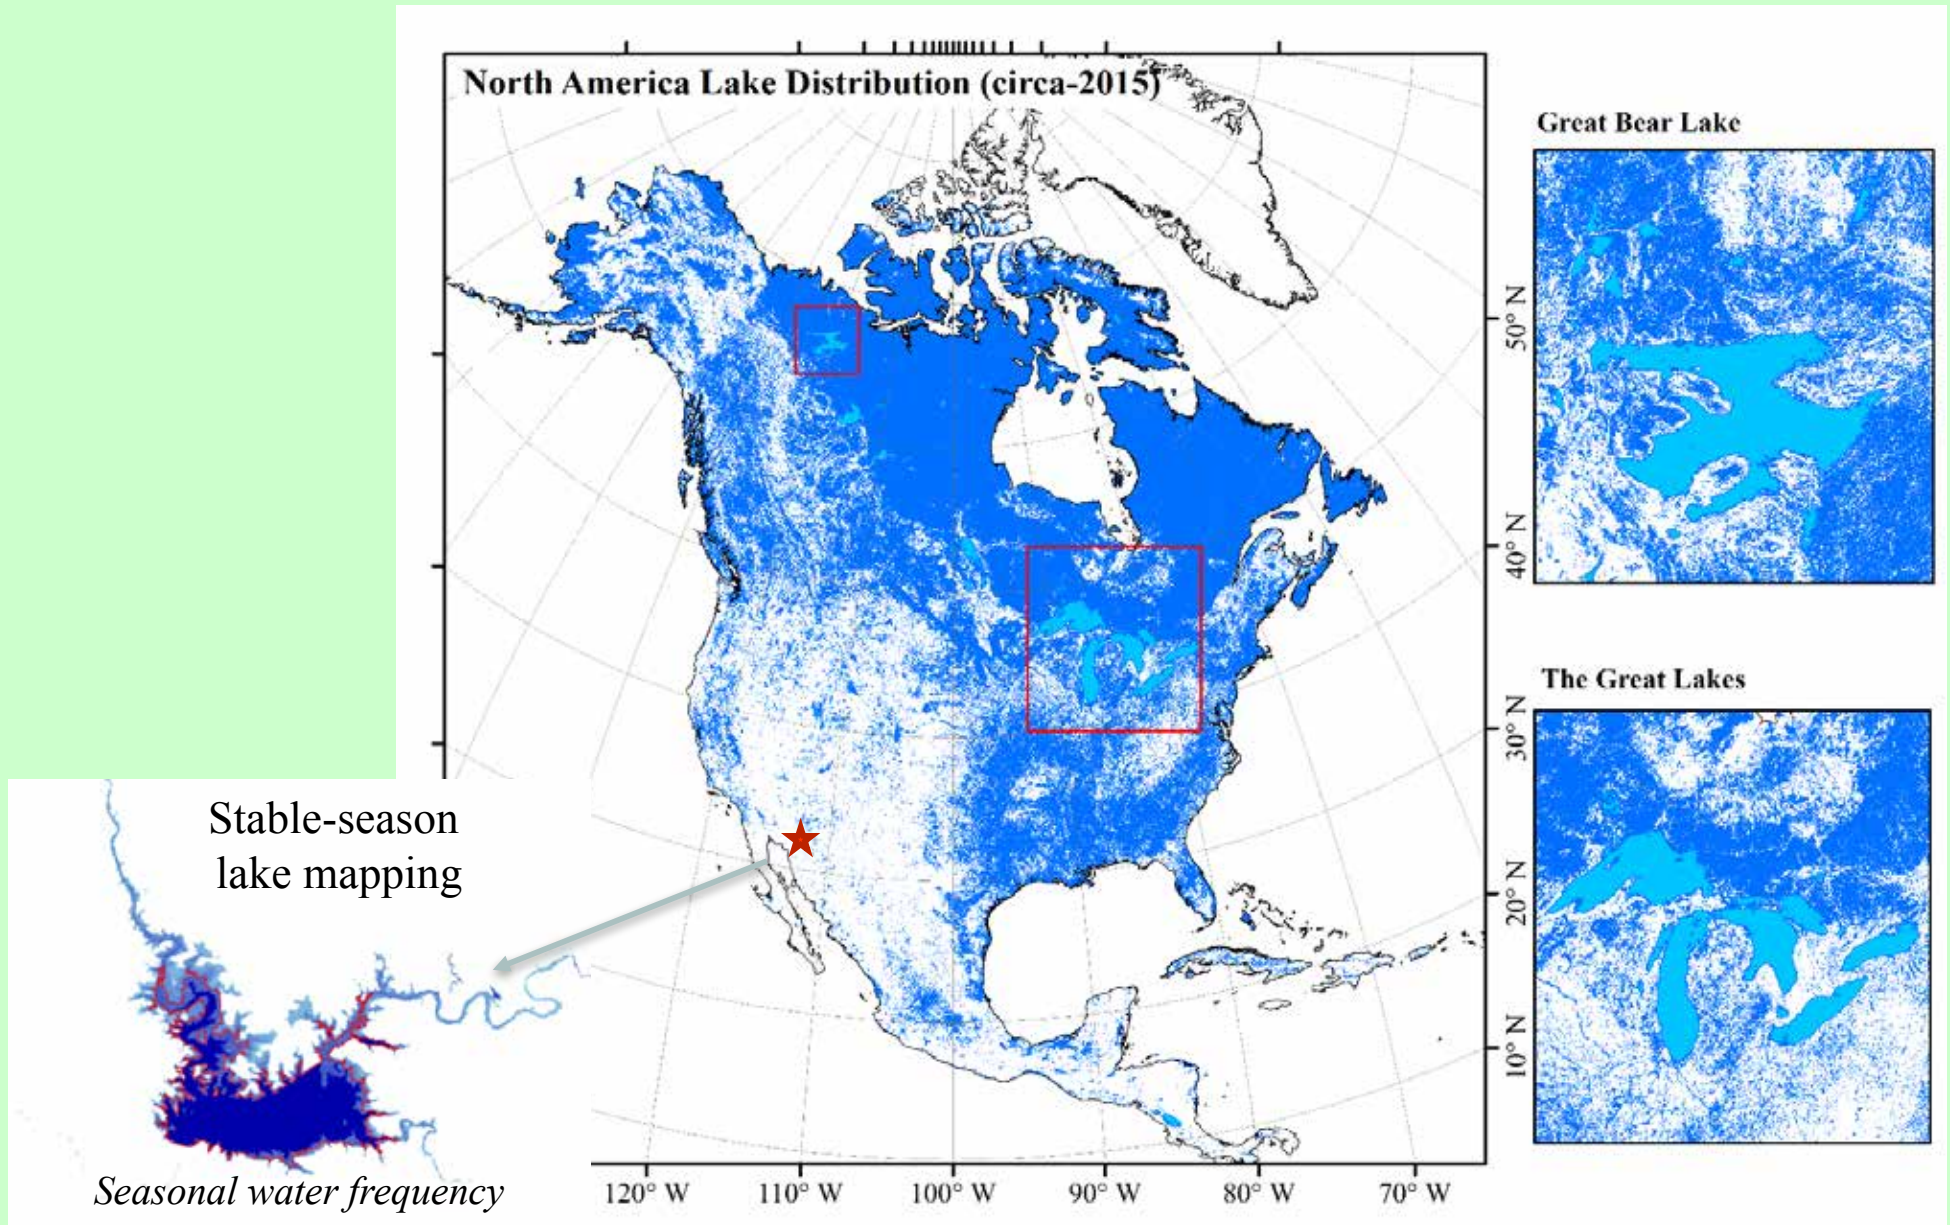 North America Lake Distribution (circa-2015)
Great Bear Lake
50° N
40° N
The Great Lakes
30° N
20° N
10° N
Stable-season
lake mapping
Seasonal water frequency
120° W
110° W
100° W
90° W
80° W
70° W